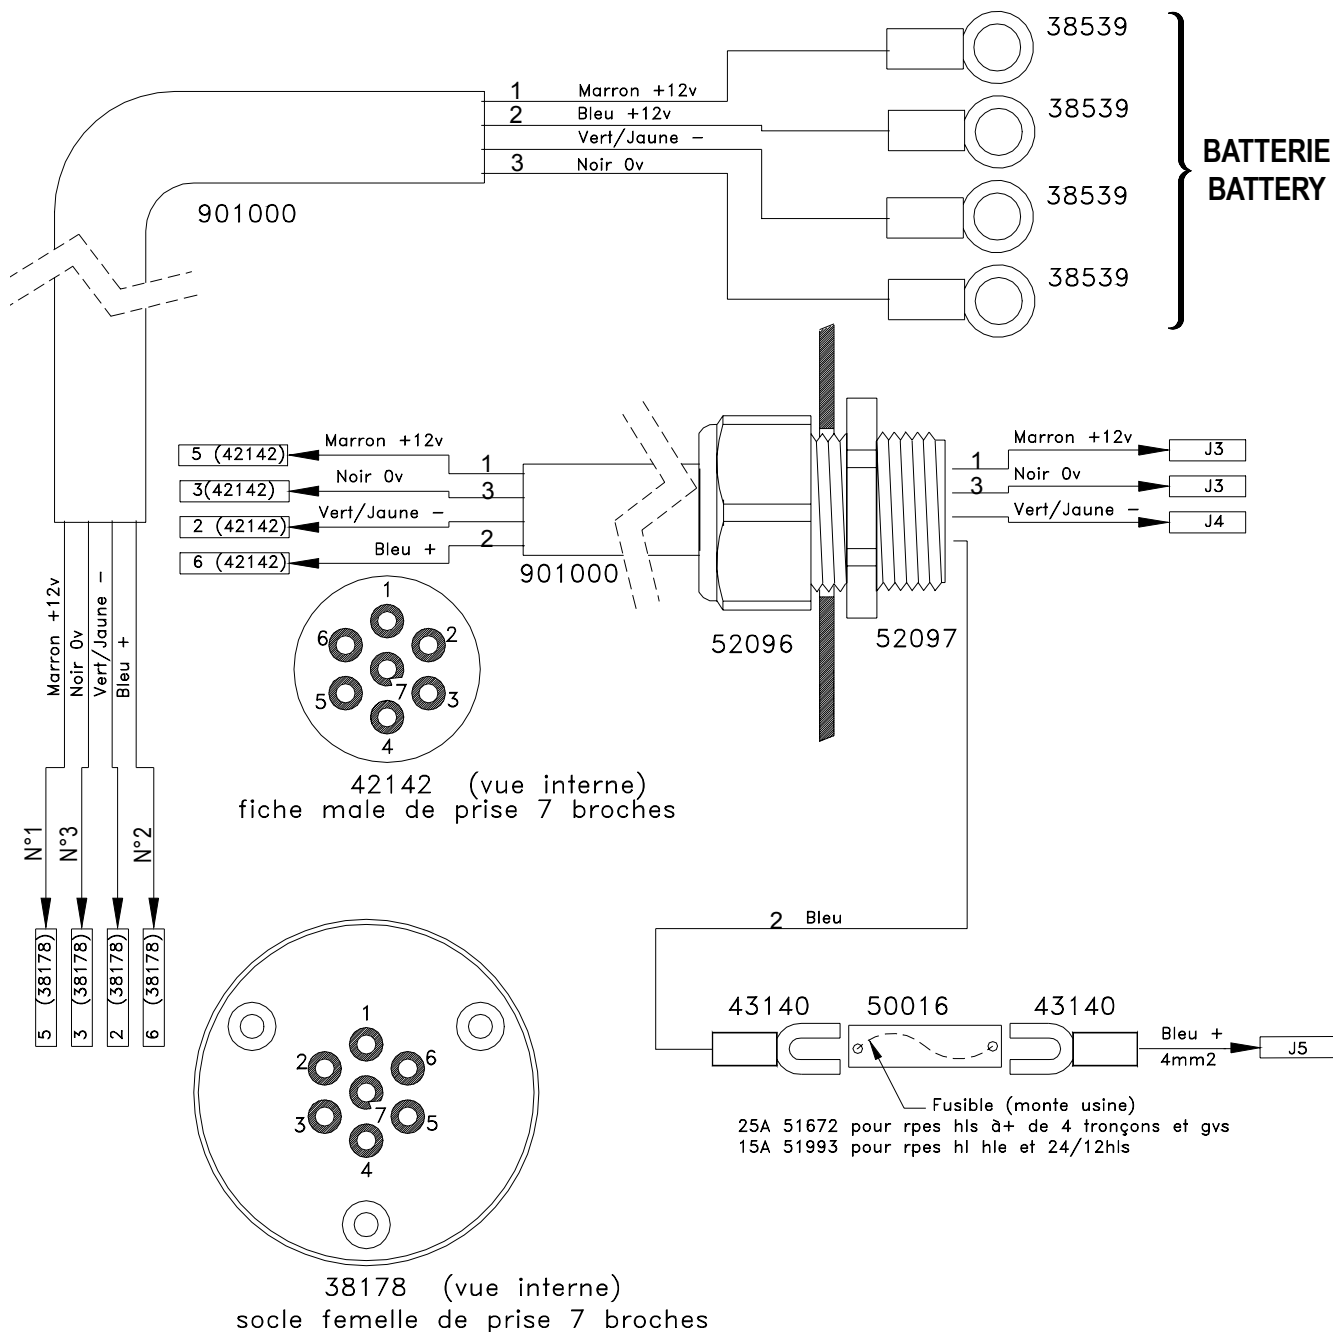 38539
1 Marron +12v
2 Bleu +12v
38539
Vert/Jaune -
3 Noir 0v
BATTERIE
BATTERY
38539
901000
38539
Marron +12v
5 (42142)
1
Noir 0v
3(42142)
3
Vert/Jaune -
2 (42142)
Bleu +
2
6 (42142)
901000
Marron +12v
1
J3
Noir 0v
3
J3
Vert/Jaune -
J4
52096
52097
Marron +12v
Noir 0v
Vert/Jaune -
Bleu +
1
6
2
5
7
3
4
42142 (vue interne)
fiche male de prise 7 broches
N°1
N°3
N°2
5 (38178)
3 (38178)
2 (38178)
6 (38178)
2 Bleu
43140
50016
43140
Bleu +
4mm2
J5
Fusible (monte usine)
25A 51672 pour rpes hls à+ de 4 tronçons et gvs
15A 51993 pour rpes hl hle et 24/12hls
1
2
6
7
3
5
4
38178 (vue interne)
socle femelle de prise 7 broches